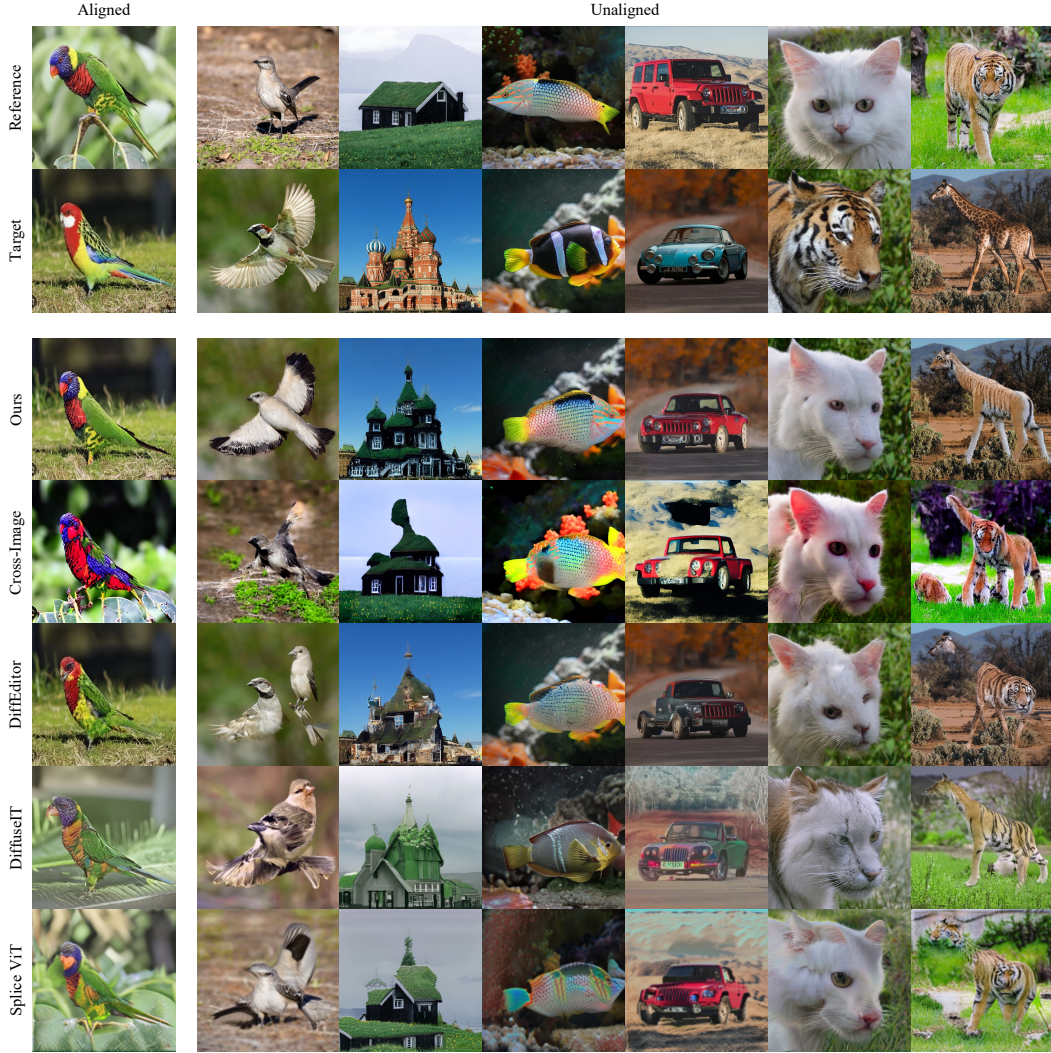 Aligned
Unaligned
Reference
Target
Ours
Cross-Image
DiffEditor
DiffuseIT
Splice ViT